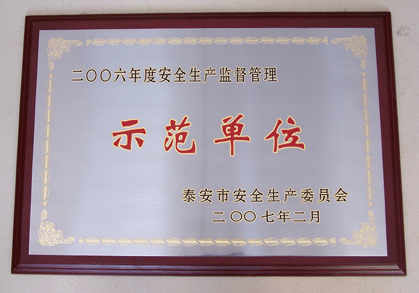 二〇〇六年度安全生产监督管理
示范单位
泰安市安全生产委员会
二〇〇七年二月